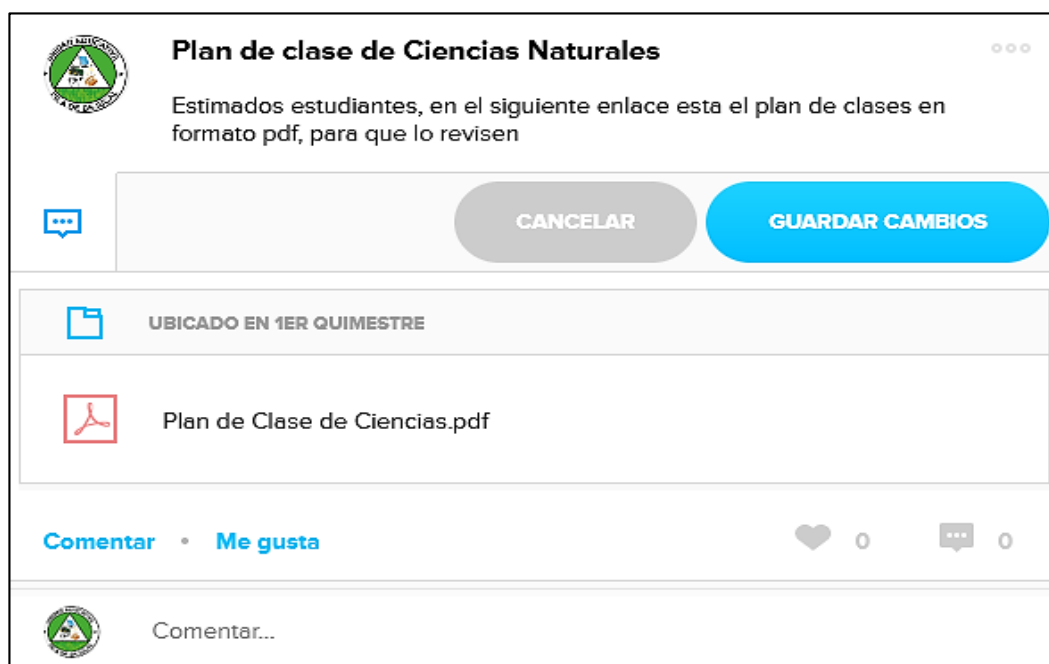 Plan de clase de Ciencias Naturales
Estimados estudiantes, en el siguiente enlace esta el plan de clases en
formato pdf, para que lo revisen
CANCELAR GUARDAR CAMBIOS
UBICADO EN 1ER QUIMESTRE
Plan de Clase de Ciencias.pdf
Comentar • Me gusta 0 0
Comentar...